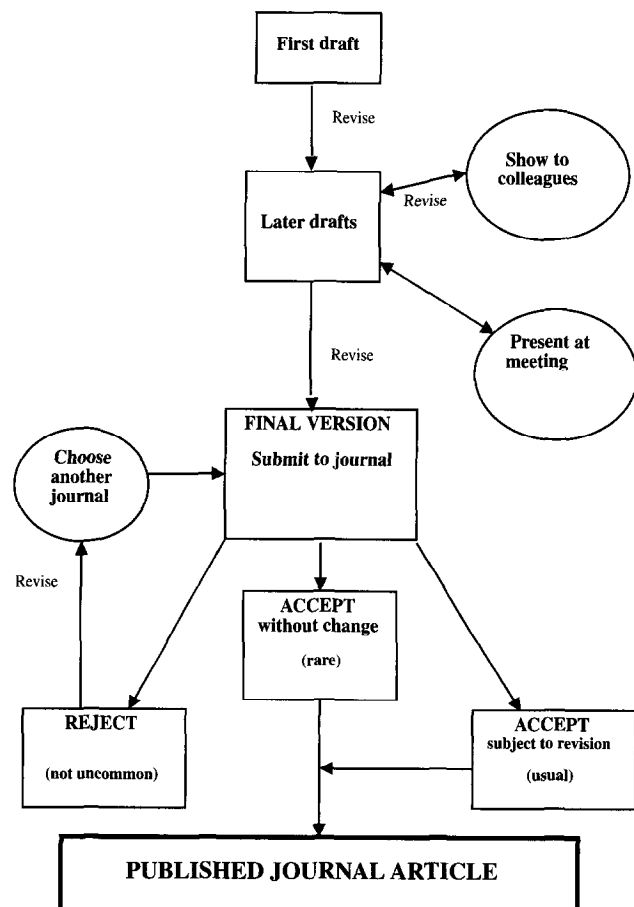 First draft
Revise
Show to
colleagues
Revise
Later drafts
Present at
meeting
Revise
FINAL VERSION
Submit to journal
Choose
another
journal
Revise
ACCEPT
without change
(rare)
REJECT
(not uncommon)
ACCEPT
subject to revision
(usual)
PUBLISHED JOURNAL ARTICLE